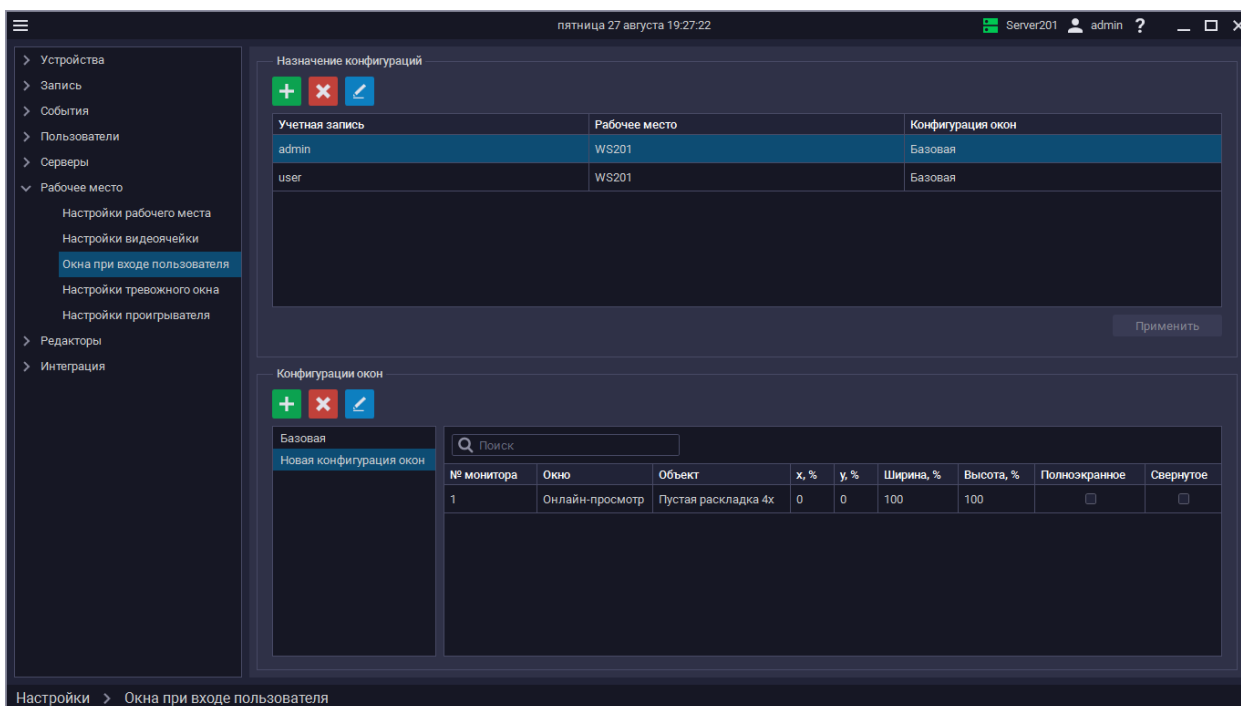 пятница 27 августа 19:27:22 Server201 admin ?
Устройства
Запись
События
Пользователи
Серверы
Рабочее место
Настройки рабочего места
Настройки видеоячейки
Окна при входе пользователя
Настройки тревожного окна
Настройки проигрывателя
Редакторы
Интеграция
Назначение конфигураций
Учетная запись Рабочее место Конфигурация окон
admin WS201 Базовая
user WS201 Базовая
Применить
Конфигурации окон
Базовая
Новая конфигурация окон
Поиск
№ монитора Окно Объект x, % y, % Ширина, % Высота, % Полноэкранное Свернутое
1 Онлайн-просмотр Пустая раскладка 4x 0 0 100 100
Настройки > Окна при входе пользователя